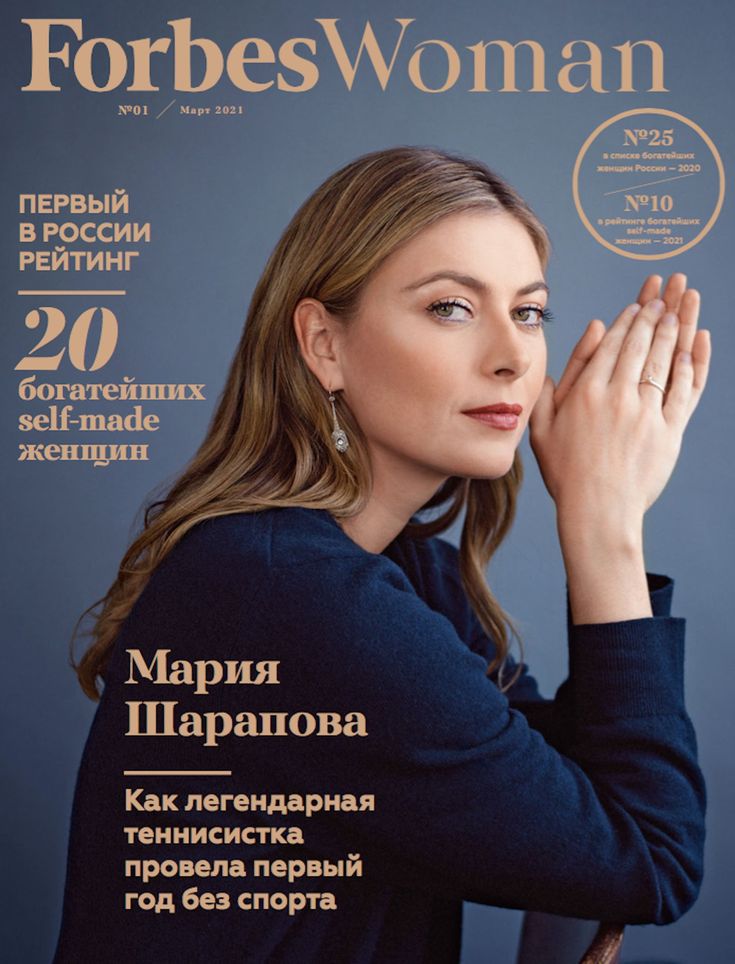 ForbesWoman
№01 / Март 2021
№25
в списке богатейших
женщин России — 2020
№10
в рейтинге богатейших
self-made
женщин — 2021
ПЕРВЫЙ
В РОССИИ
РЕЙТИНГ
20
богатейших
self-made
женщин
Мария
Шарапова
Как легендарная
теннисистка
провела первый
год без спорта